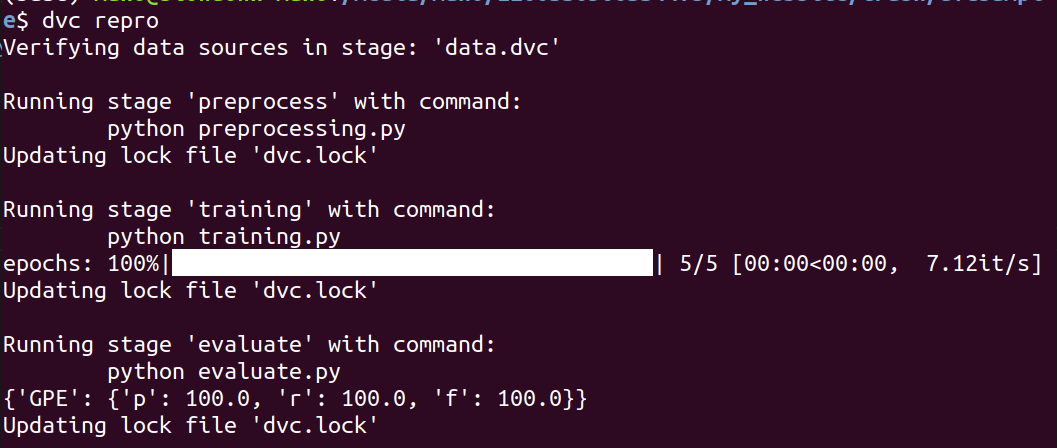 e$ dvc repro
Verifying data sources in stage: 'data.dvc'
Running stage 'preprocess' with command:
python preprocessing.py
Updating lock file 'dvc.lock'
Running stage 'training' with command:
python training.py
epochs: 100%| | 5/5 [00:00<00:00, 7.12it/s]
Updating lock file 'dvc.lock'
Running stage 'evaluate' with command:
python evaluate.py
{'GPE': {'p': 100.0, 'r': 100.0, 'f': 100.0}}
Updating lock file 'dvc.lock'